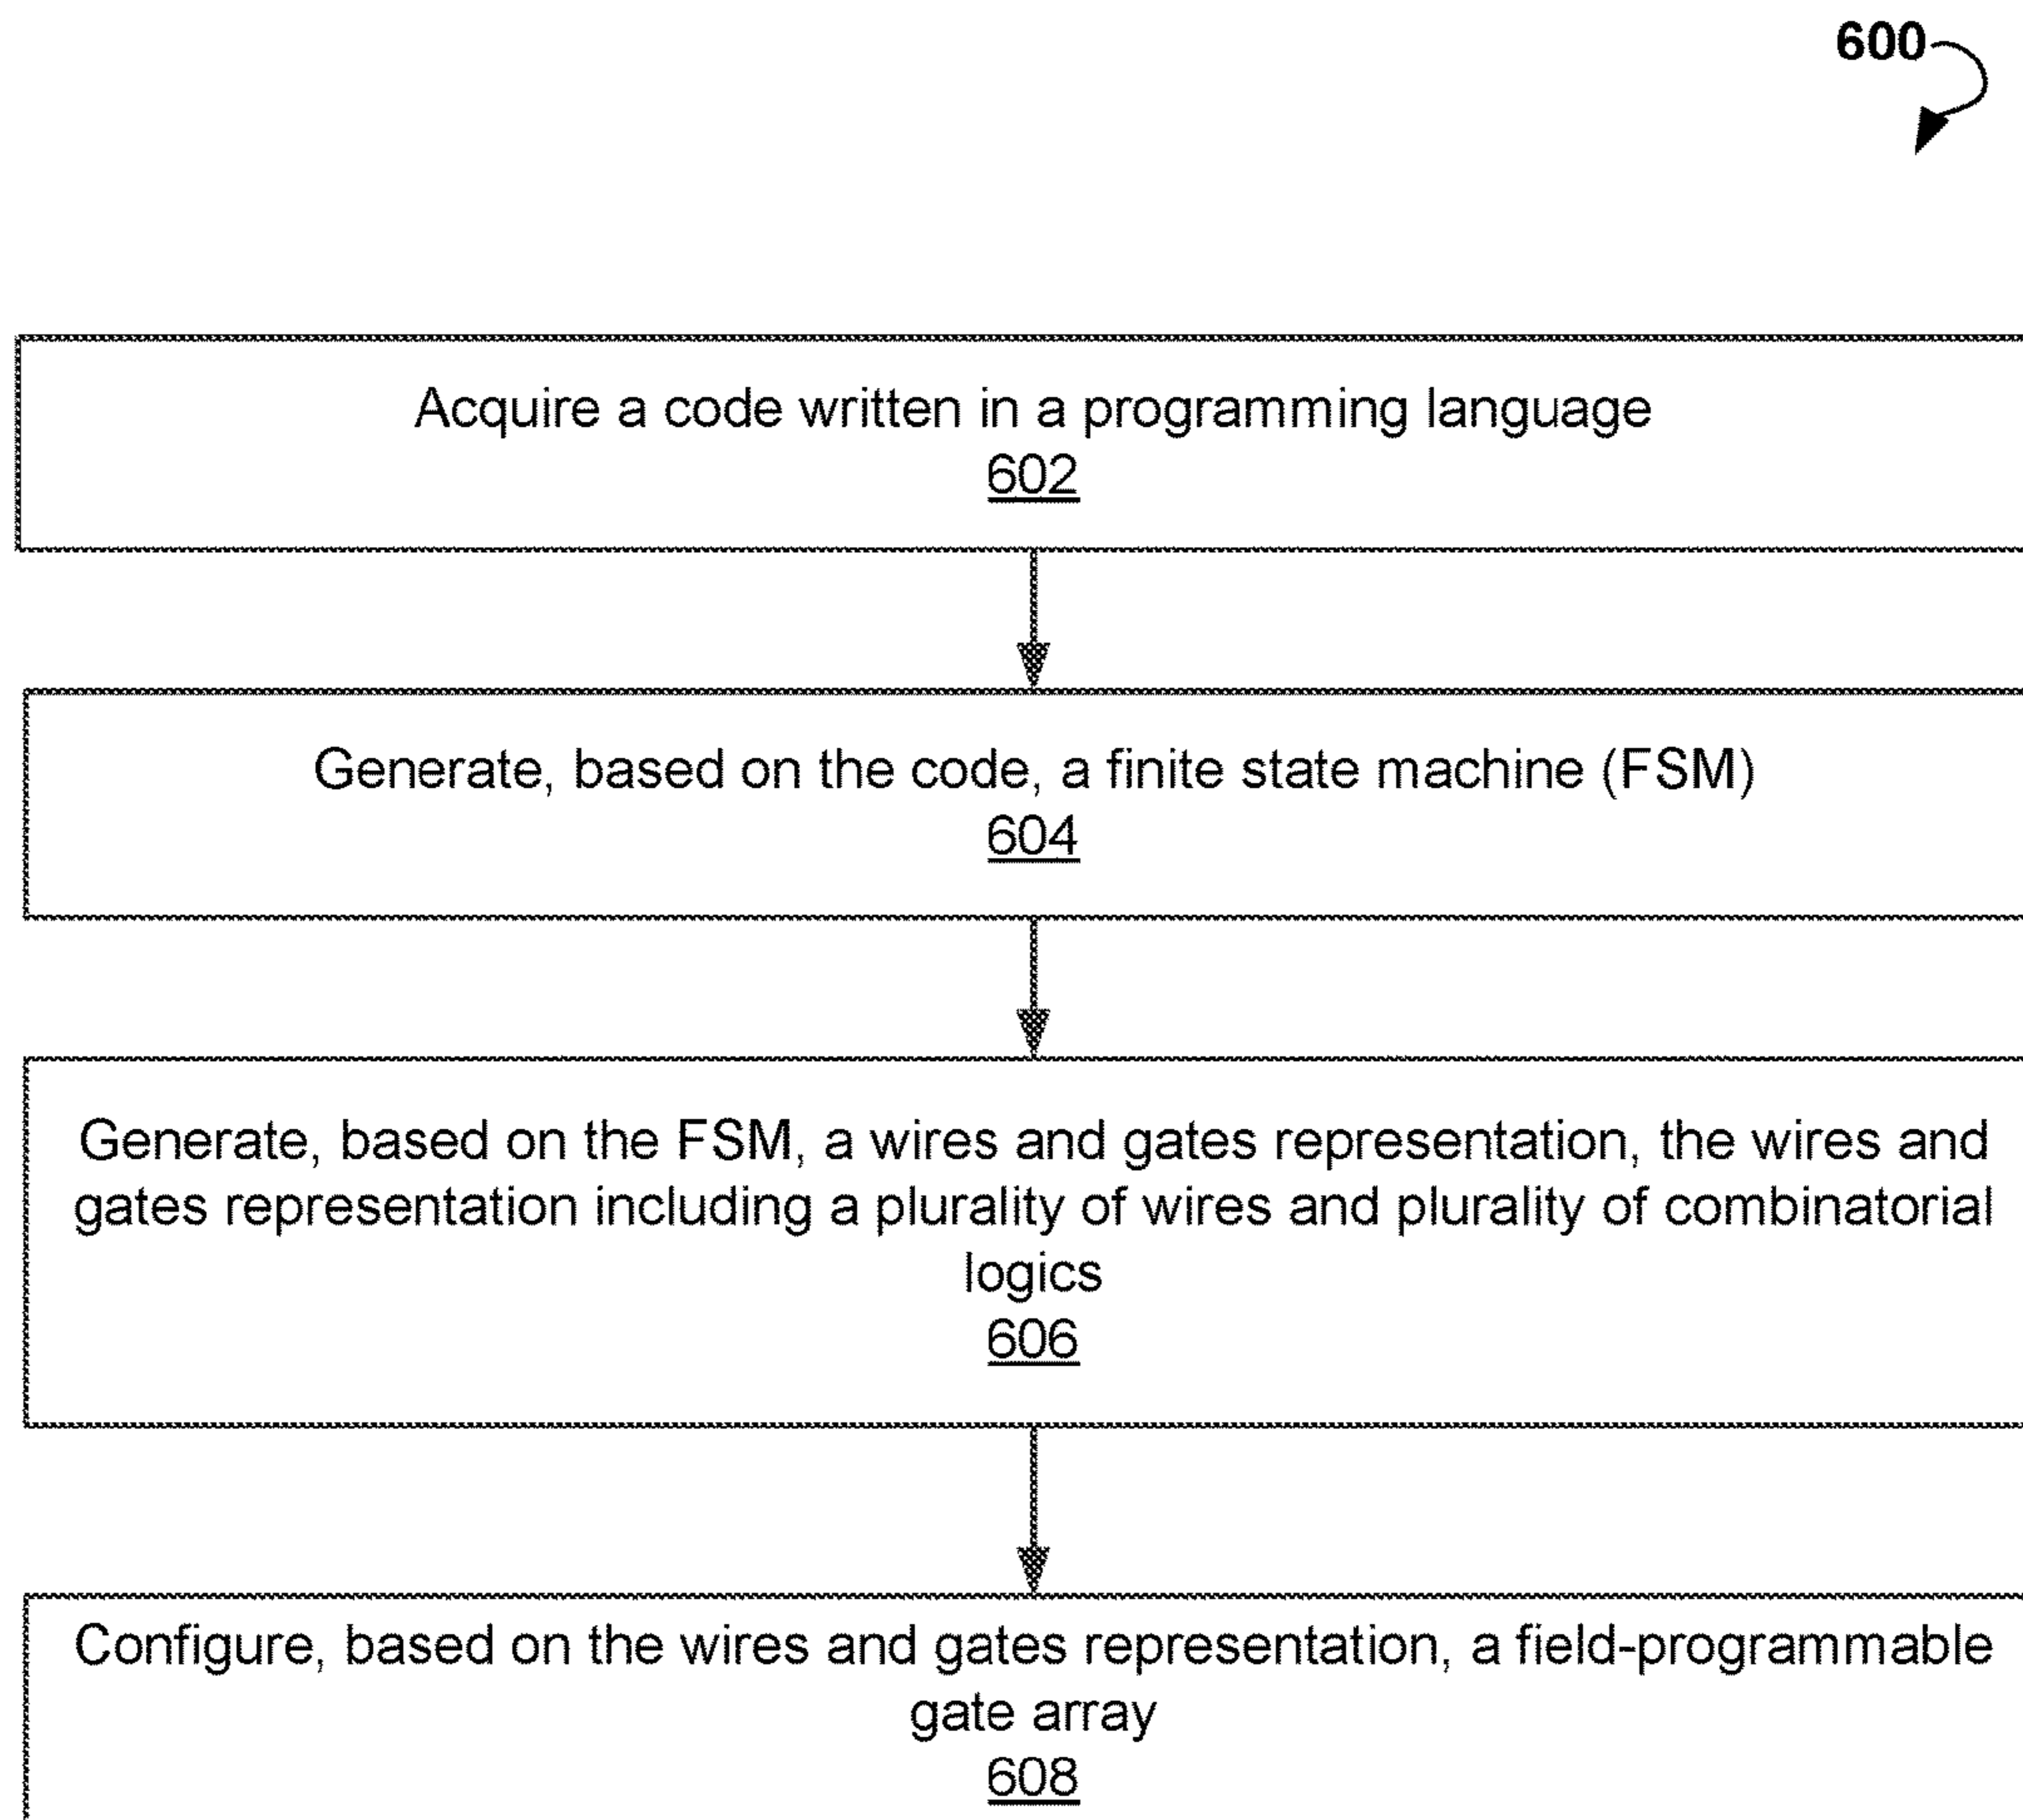 600
Acquire a code written in a programming language
602
Generate, based on the code, a finite state machine (FSM)
604
Generate, based on the FSM, a wires and gates representation, the wires and
gates representation including a plurality of wires and plurality of combinatorial
logics
606
Configure, based on the wires and gates representation, a field-programmable
gate array
608